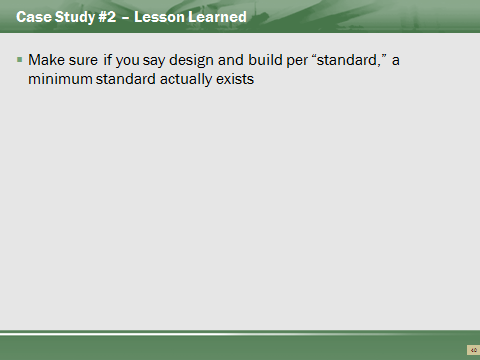 Case Study #2 – Lesson Learned
Make sure if you say design and build per “standard,” a
minimum standard actually exists